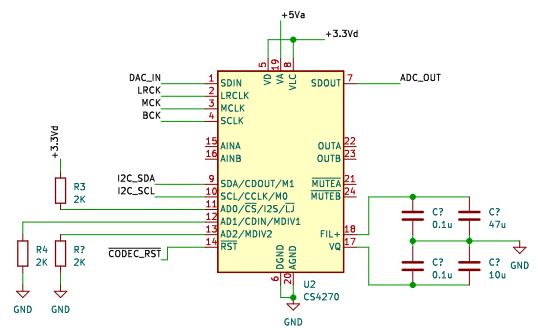 +5Va
+3.3Vd
5
19
8
VD
VA
VLC
DAC_IN
1
SDIN
SDOUT
7
ADC_OUT
LRCK
2
LRCLK
MCK
3
MCLK
BCK
4
SCLK
15
AINA
OUTA
22
16
AINB
OUTB
23
+3.3Vd
I2C_SDA
9
SDA/CDOUT/M1
MUTEA
21
I2C_SCL
10
SCL/CCLK/M0
MUTEB
24
R3
2K
11
AD0/CS/I2S/LJ
12
AD1/CDIN/MDIV1
13
AD2/MDIV2
FIL+
18
14
RST
VQ
17
CODEC_RST
R4
2K
R?
2K
GND
GND
DGND
AGND
6
20
U2
CS4270
GND
C?
0.1u
C?
47u
C?
0.1u
C?
10u
GND